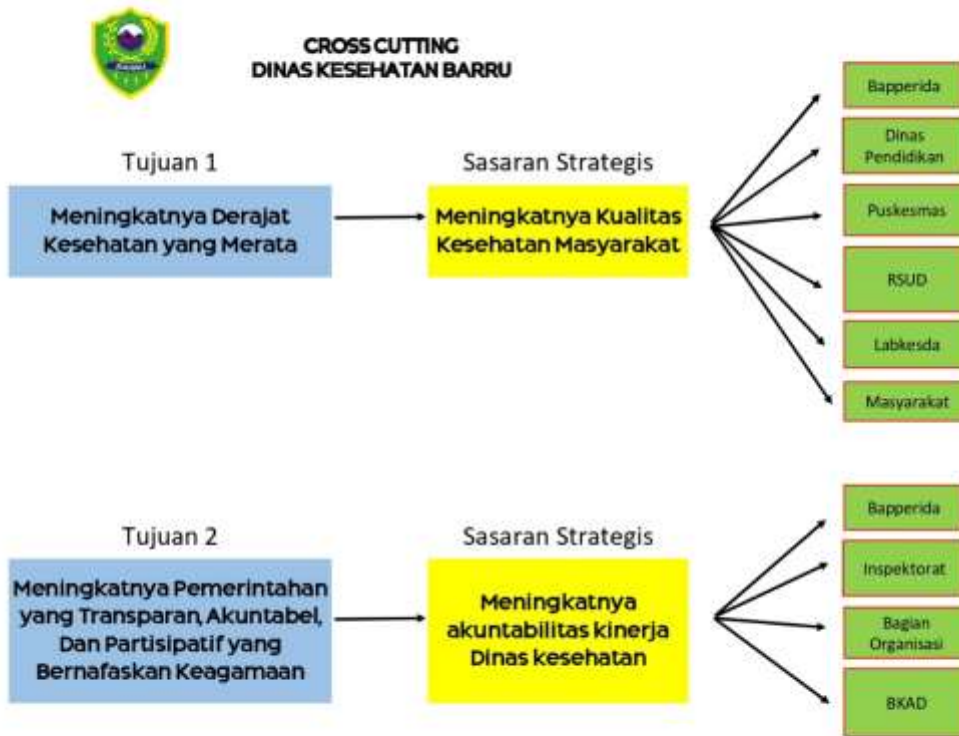 CROSS CUTTING
DINAS KESEHATAN BARRU
Tujuan 1
Meningkatnya Derajat
Kesehatan yang Merata
Sasaran Strategis
Meningkatnya Kualitas
Kesehatan Masyarakat
Bapperida
Dinas
Pendidikan
Puskesmas
RSUD
Labkesda
Masyarakat
Tujuan 2
Meningkatnya Pemerintahan
yang Transparan, Akuntabel,
Dan Partisipatif yang
Bernafaskan Keagamaan
Sasaran Strategis
Meningkatnya
akuntabilitas kinerja
Dinas kesehatan
Bapperida
Inspektorat
Bagian
Organisasi
BKAD